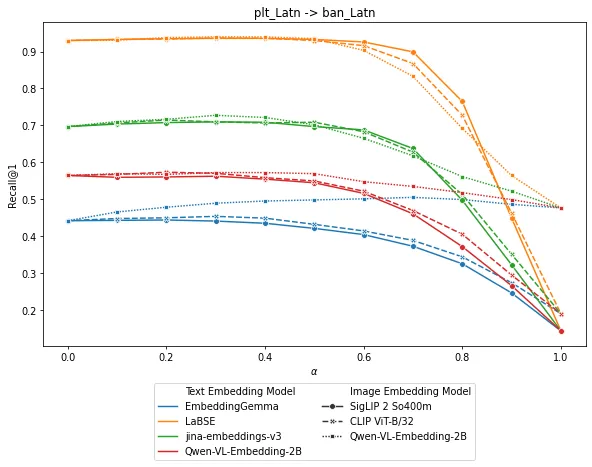 plt_Latn -> ban_Latn
Recall@1
0.9
0.8
0.7
0.6
0.5
0.4
0.3
0.2
0.0 0.2 0.4 0.6 0.8 1.0
α
Text Embedding Model Image Embedding Model
EmbeddingGemma SigLIP 2 So400m
LaBSE CLIP ViT-B/32
jina-embeddings-v3 Qwen-VL-Embedding-2B
Qwen-VL-Embedding-2B